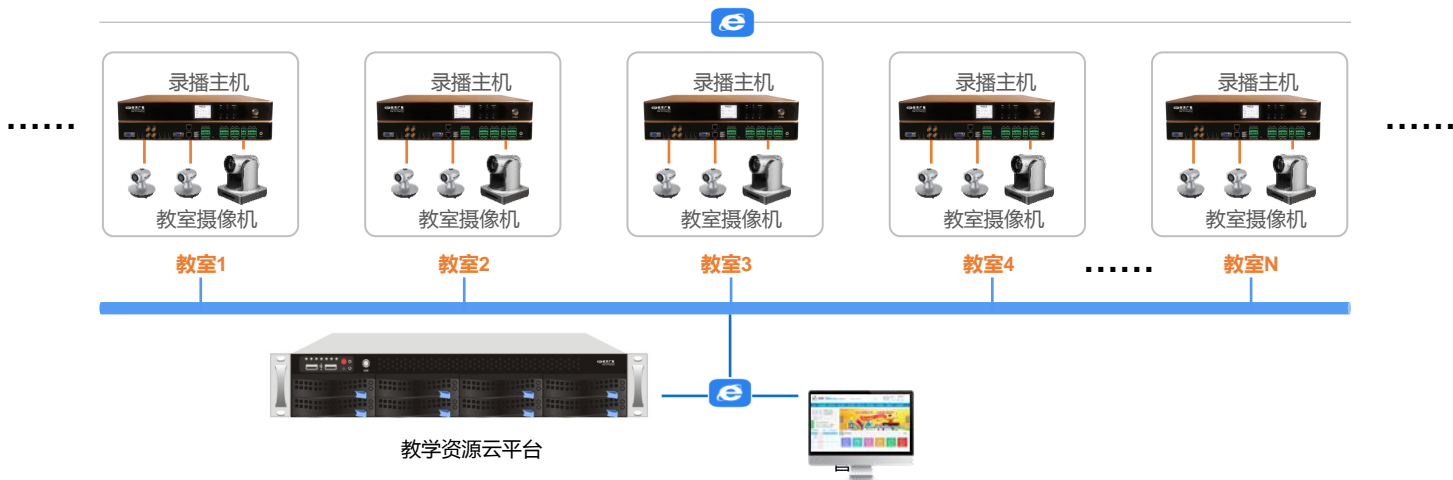 录播主机
录播主机
录播主机
录播主机
录播主机
......
......
教室摄像机
教室摄像机
教室摄像机
教室摄像机
教室摄像机
教室1
教室2
教室3
教室4
......
教室N
教学资源云平台